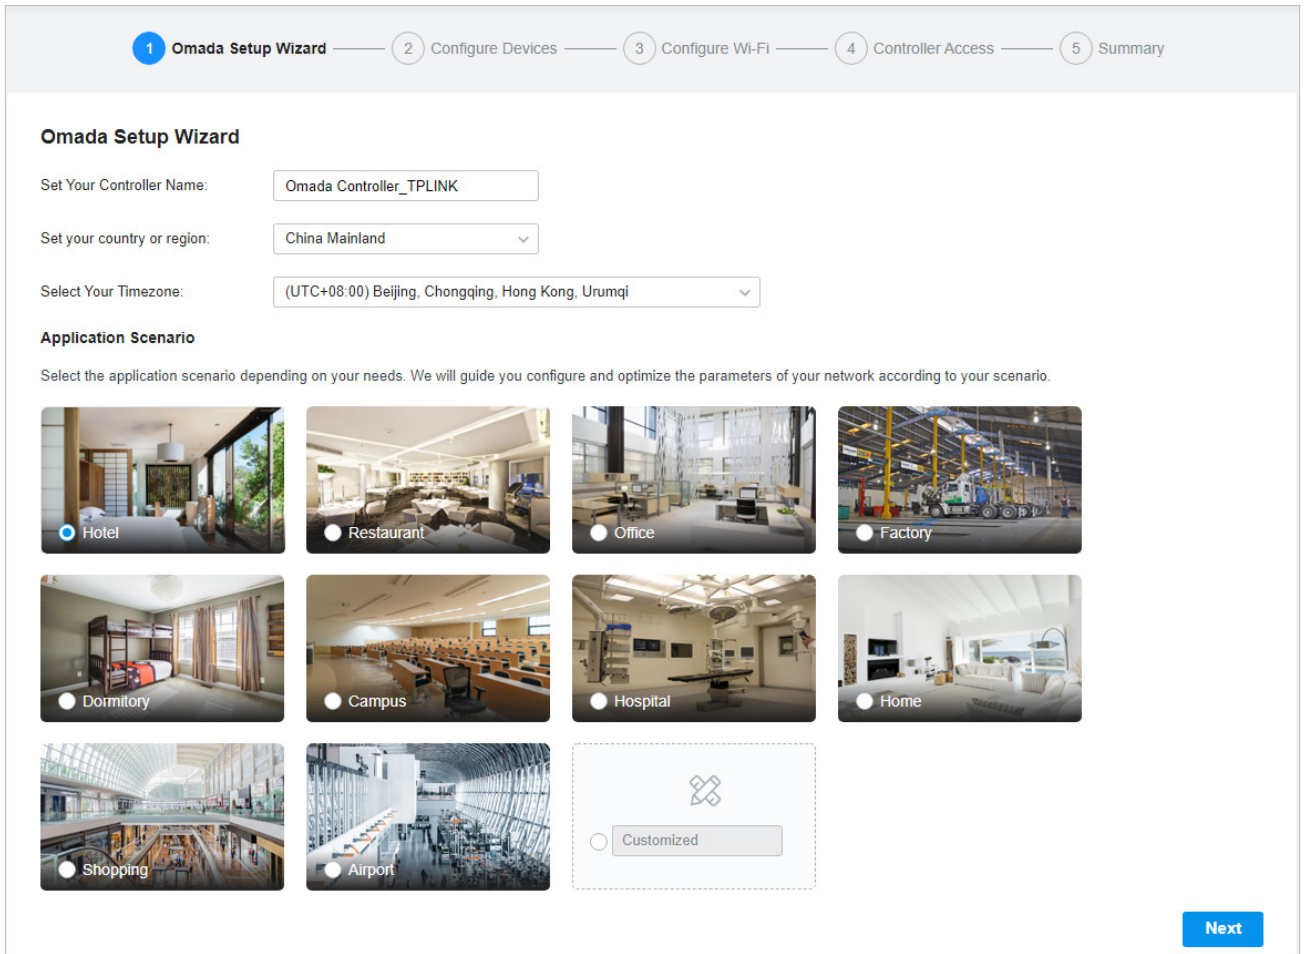 1 Omada Setup Wizard 2 Configure Devices 3 Configure Wi-Fi 4 Controller Access 5 Summary
Omada Setup Wizard
Set Your Controller Name: Omada Controller_TPLINK
Set your country or region: China Mainland
Select Your Timezone: (UTC+08:00) Beijing, Chongqing, Hong Kong, Urumqi
Application Scenario
Select the application scenario depending on your needs. We will guide you configure and optimize the parameters of your network according to your scenario.
Hotel Restaurant Office Factory
Dormitory Campus Hospital Home
Shopping Airport Customized
Next